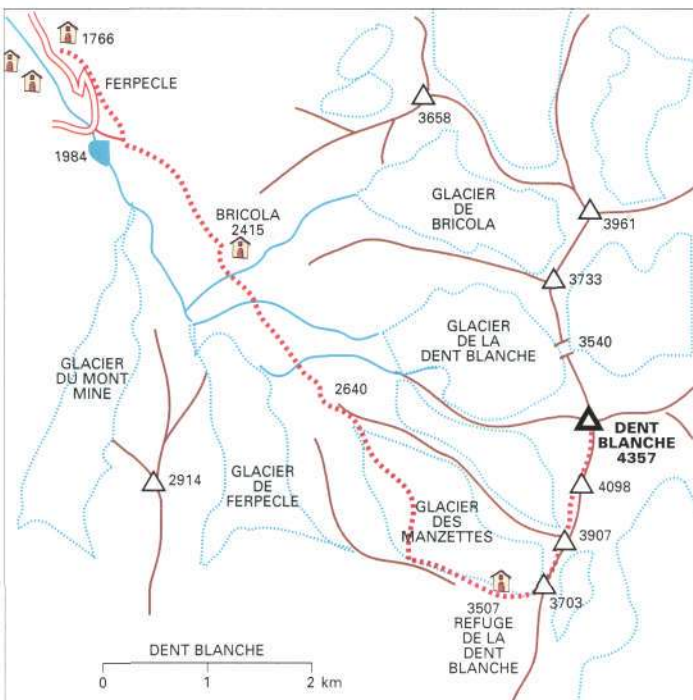 1766
FERPECLE
3658
1984
GLACIER
DE
BRICOLA
BRICOLA
2415
3961
3733
GLACIER
DE LA
DENT BLANCHE
3540
GLACIER
DU MONT
MINE
2640
DENT
BLANCHE
4357
2914
GLACIER
DE
FERPECLE
4098
GLACIER
DES
MANZETTES
3907
3703
3507
REFUGE
DE LA
DENT
BLANCHE
DENT BLANCHE
0 1 2 km